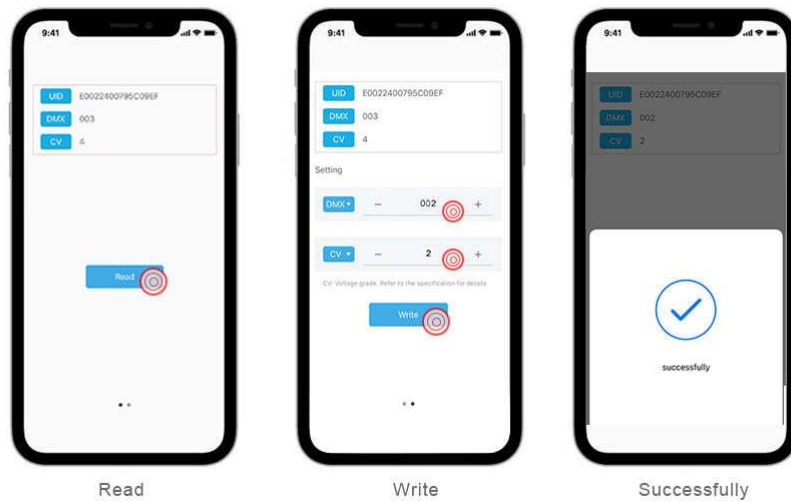 9:41
UID E0022400795C09EF
DMX 003
CV 4
Read
Read
9:41
UID E0022400795C09EF
DMX 003
CV 4
Setting
DMX - 002 +
CV - 2 +
CV: Voltage grade. Refer to the specification for details
Write
Write
9:41
UID E0022400795C09EF
DMX 002
CV 2
successfully
Successfully